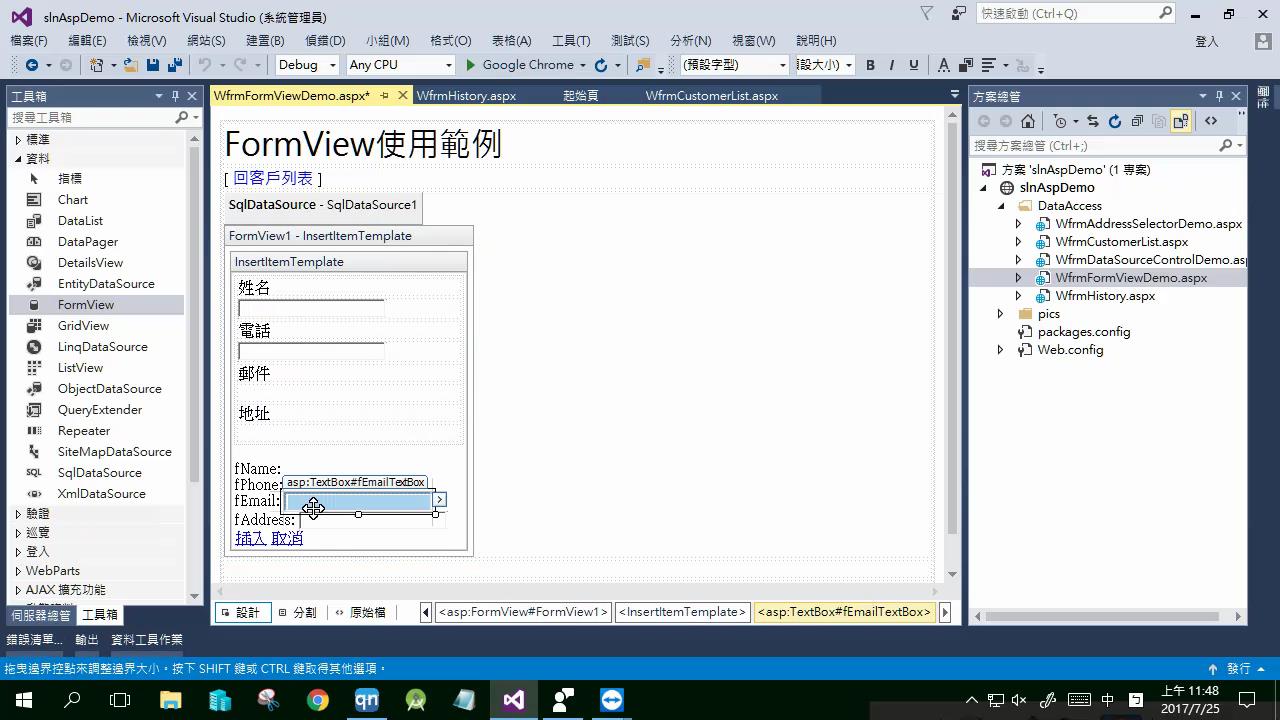 slnAspDemo - Microsoft Visual Studio (系統管理員)
快速啟動 (Ctrl+Q)
檔案(F) 編輯(E) 檢視(V) 網站(S) 建置(B) 偵錯(D) 小組(M) 格式(O) 表格(A) 工具(T) 測試(S) 分析(N) 視窗(W) 說明(H)
登入
Debug Any CPU Google Chrome (預設字型) 設大小)
工具箱
搜尋工具箱
標準
資料
指標
Chart
DataList
DataPager
DetailsView
EntityDataSource
FormView
GridView
LinqDataSource
ListView
ObjectDataSource
QueryExtender
Repeater
SiteMapDataSource
SqlDataSource
XmlDataSource
驗證
巡覽
登入
WebParts
AJAX 擴充功能
伺服器總管 工具箱
WfrmFormViewDemo.aspx* WfrmHistory.aspx 起始頁 WfrmCustomerList.aspx
FormView使用範例
[ 回客戶列表 ]
SqlDataSource - SqlDataSource1
FormView1 - InsertItemTemplate
InsertItemTemplate
姓名
電話
郵件
地址
fName:
fPhone:
asp:TextBox#fEmailTextBox
fEmail:
fAddress:
插入 取消
設計 分割 原始檔
<asp:FormView#FormView1> <InsertItemTemplate> <asp:TextBox#fEmailTextBox>
方案總管
搜尋方案總管 (Ctrl+;)
方案 'slnAspDemo' (1 專案)
slnAspDemo
DataAccess
WfrmAddressSelectorDemo.aspx
WfrmCustomerList.aspx
WfrmDataSourceControlDemo.asp
WfrmFormViewDemo.aspx
WfrmHistory.aspx
pics
packages.config
Web.config
錯誤清單... 輸出 資料工具作業
拖曳邊界控點來調整邊界大小。按下 SHIFT 鍵或 CTRL 鍵取得其他選項。
發行
SQL
qn
中
上午 11:48
2017/7/25